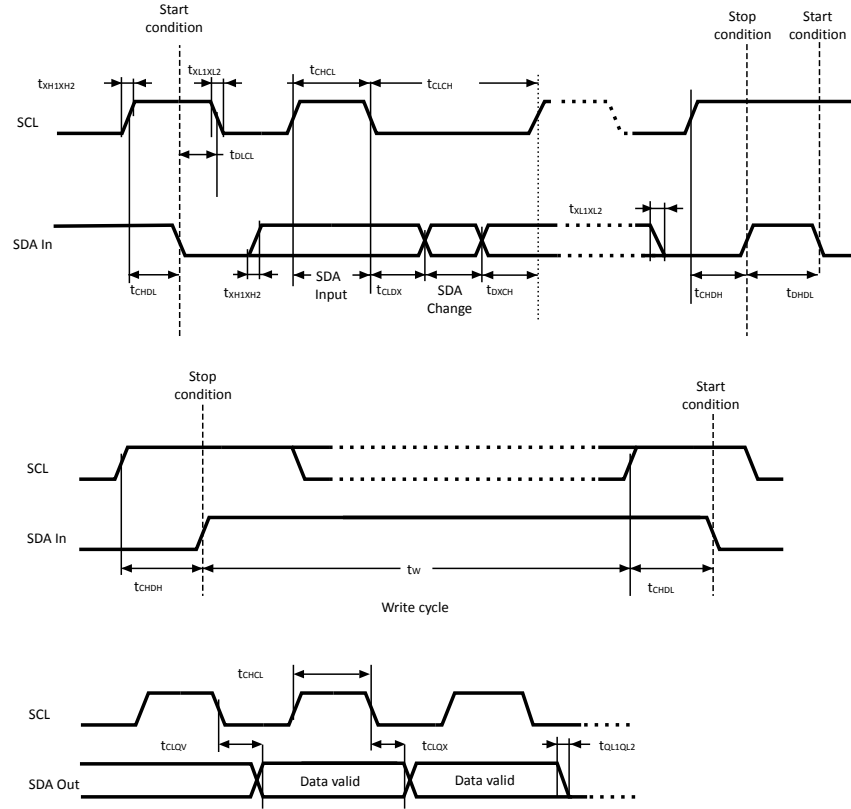 Start
condition
Stop
condition
Start
condition
tXH1XH2
tXL1XL2
tCHCL
tCLCH
SCL
tDLCL
tXL1XL2
SDA In
tCHDL
tXH1XH2
SDA
Input
tCLDX
SDA
Change
tDXCH
tCHDH
tDHDL
Stop
condition
Start
condition
SCL
SDA In
tCHDH
tW
tCHDL
Write cycle
tCHCL
SCL
tCLQV
tCLQX
tQL1QL2
SDA Out
Data valid
Data valid